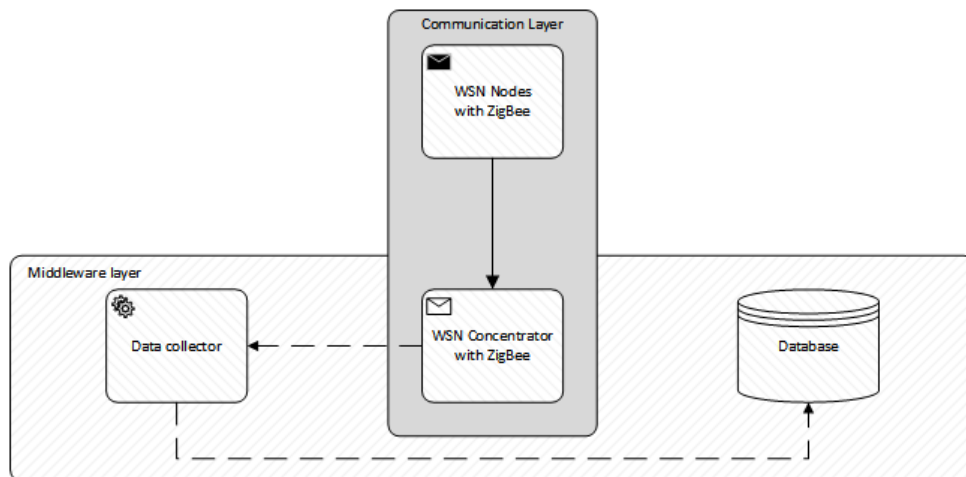 Communication Layer
WSN Nodes
with ZigBee
Middleware layer
Data collector
WSN Concentrator
with ZigBee
Database